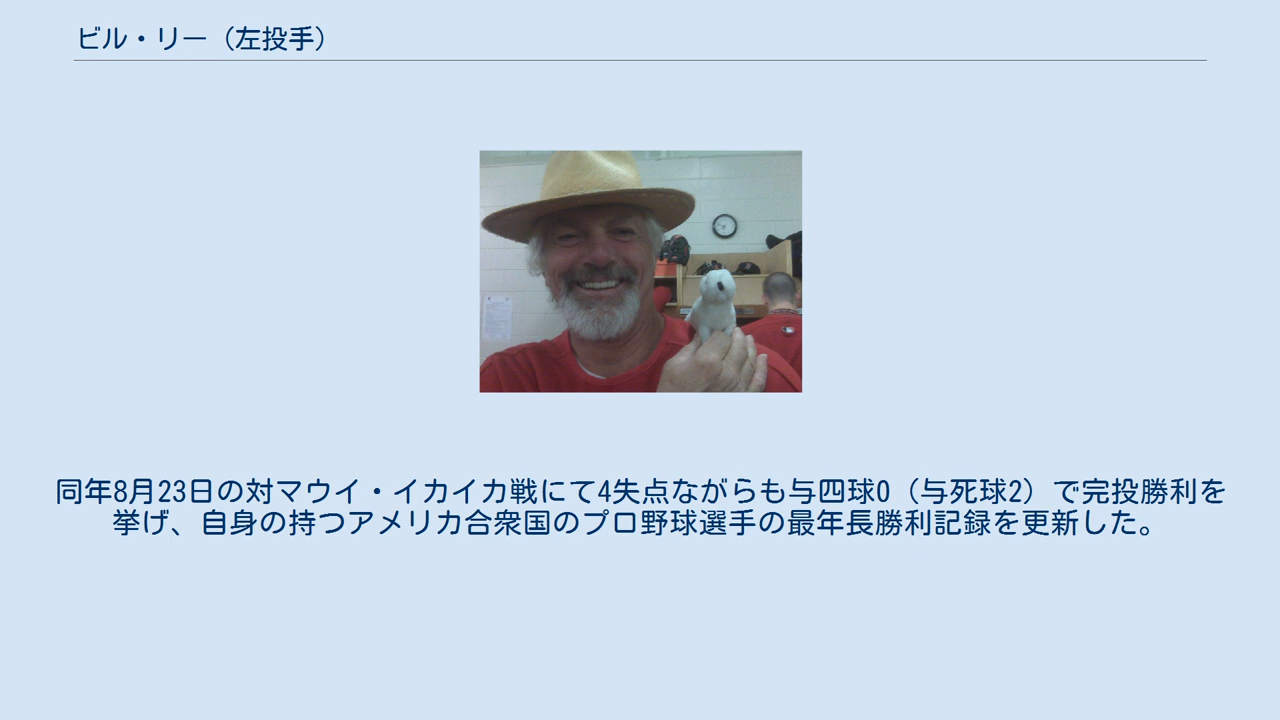 ビル・リー（左投手）
同年8月23日の対マウイ・イカイカ戦にて4失点ながらも与四球0（与死球2）で完投勝利を
挙げ、自身の持つアメリカ合衆国のプロ野球選手の最年長勝利記録を更新した。